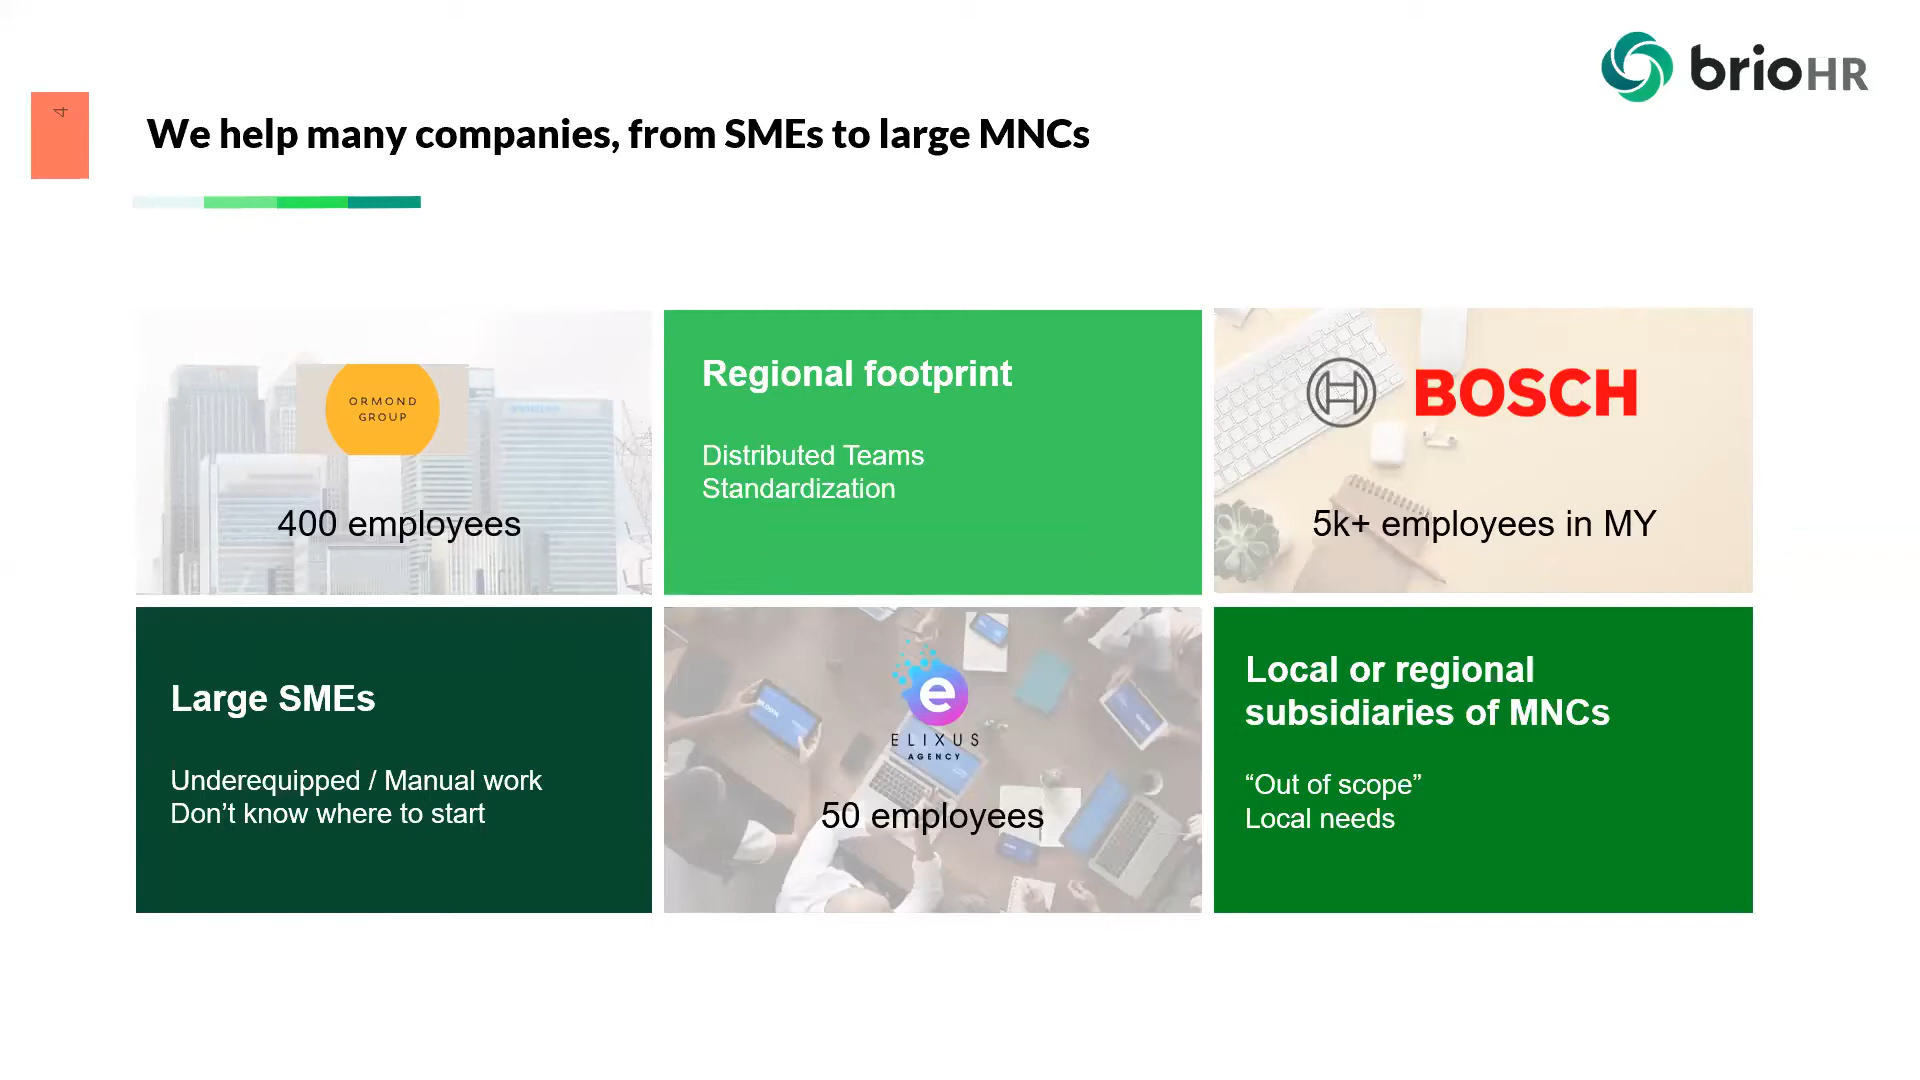 brioHR
4
We help many companies, from SMEs to large MNCs
ORMOND
GROUP
400 employees
Regional footprint
Distributed Teams
Standardization
BOSCH
5k+ employees in MY
Large SMEs
Underequipped / Manual work
Don’t know where to start
e
ELIXUS
AGENCY
50 employees
Local or regional
subsidiaries of MNCs
“Out of scope”
Local needs